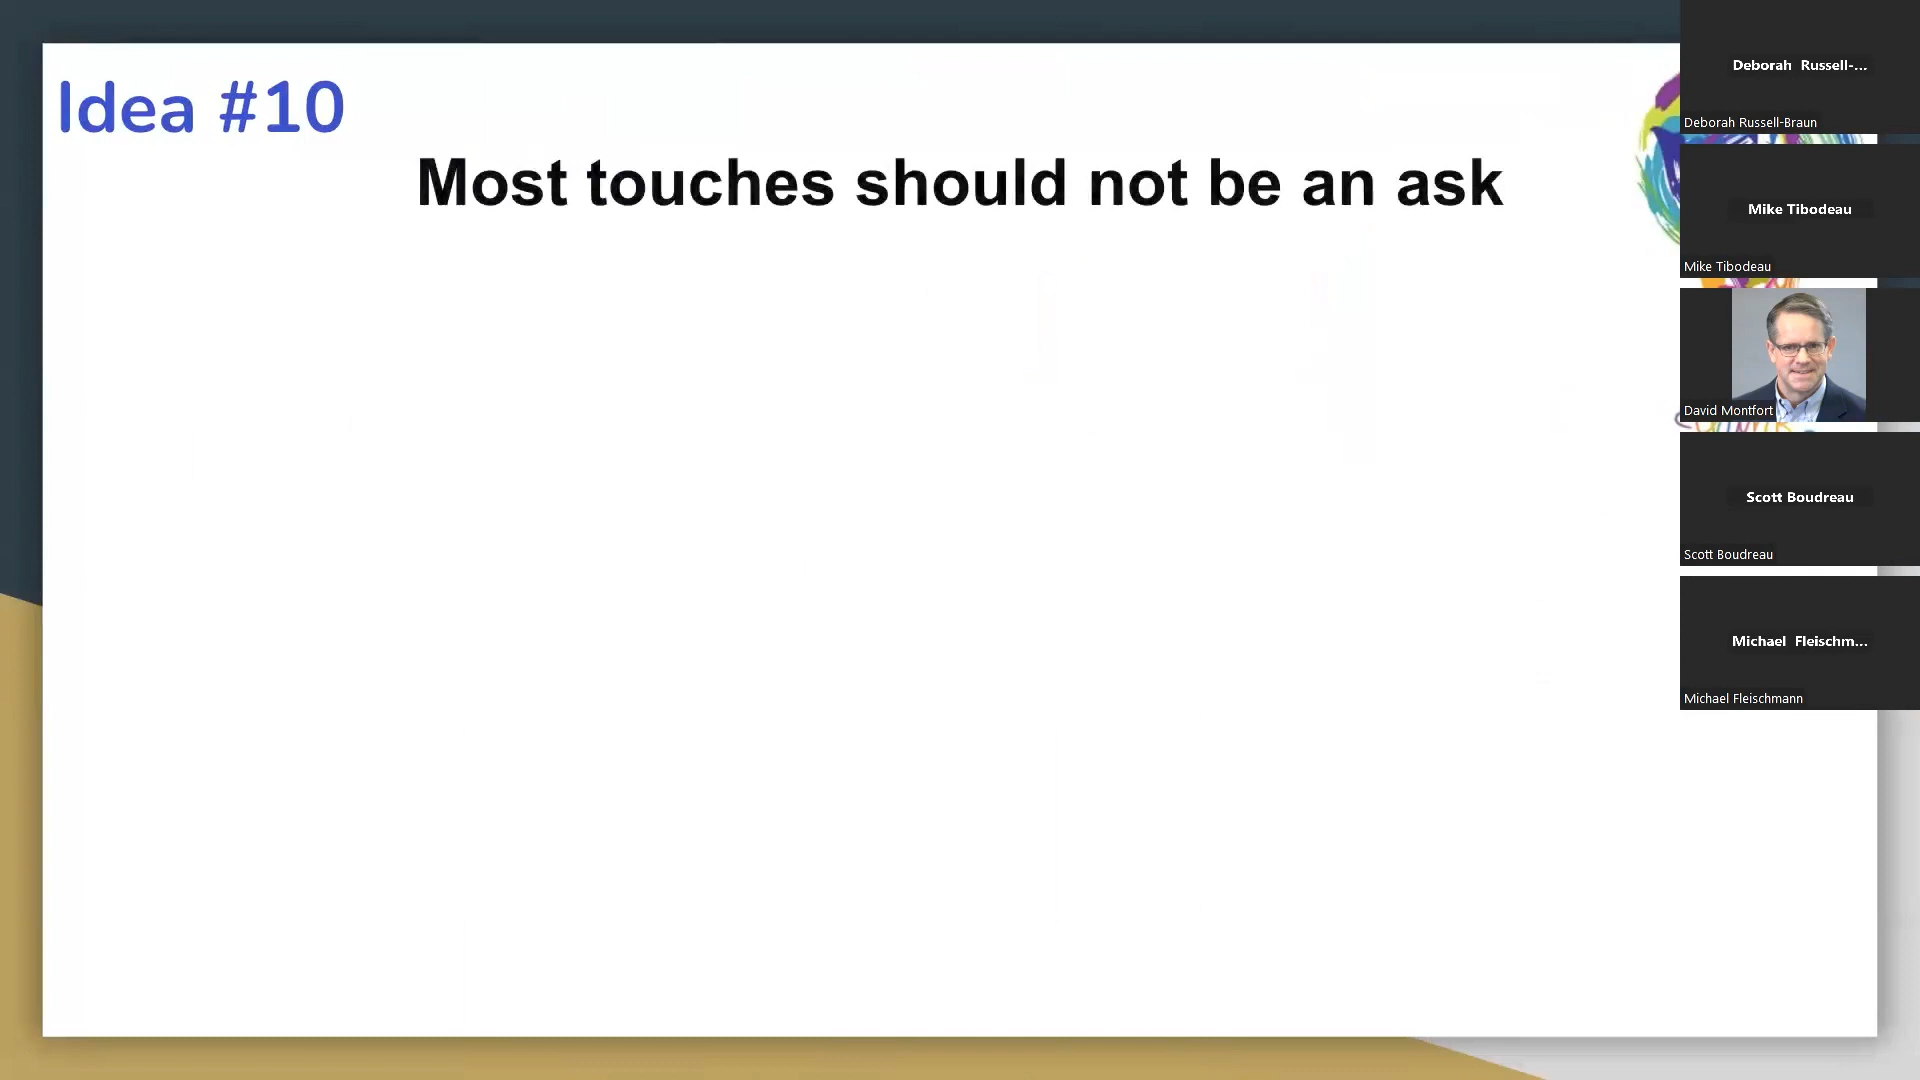 Idea #10
Most touches should not be an ask
Deborah Russell-...
Deborah Russell-Braun
Mike Tibodeau
Mike Tibodeau
David Montfort
Scott Boudreau
Scott Boudreau
Michael Fleischm...
Michael Fleischmann